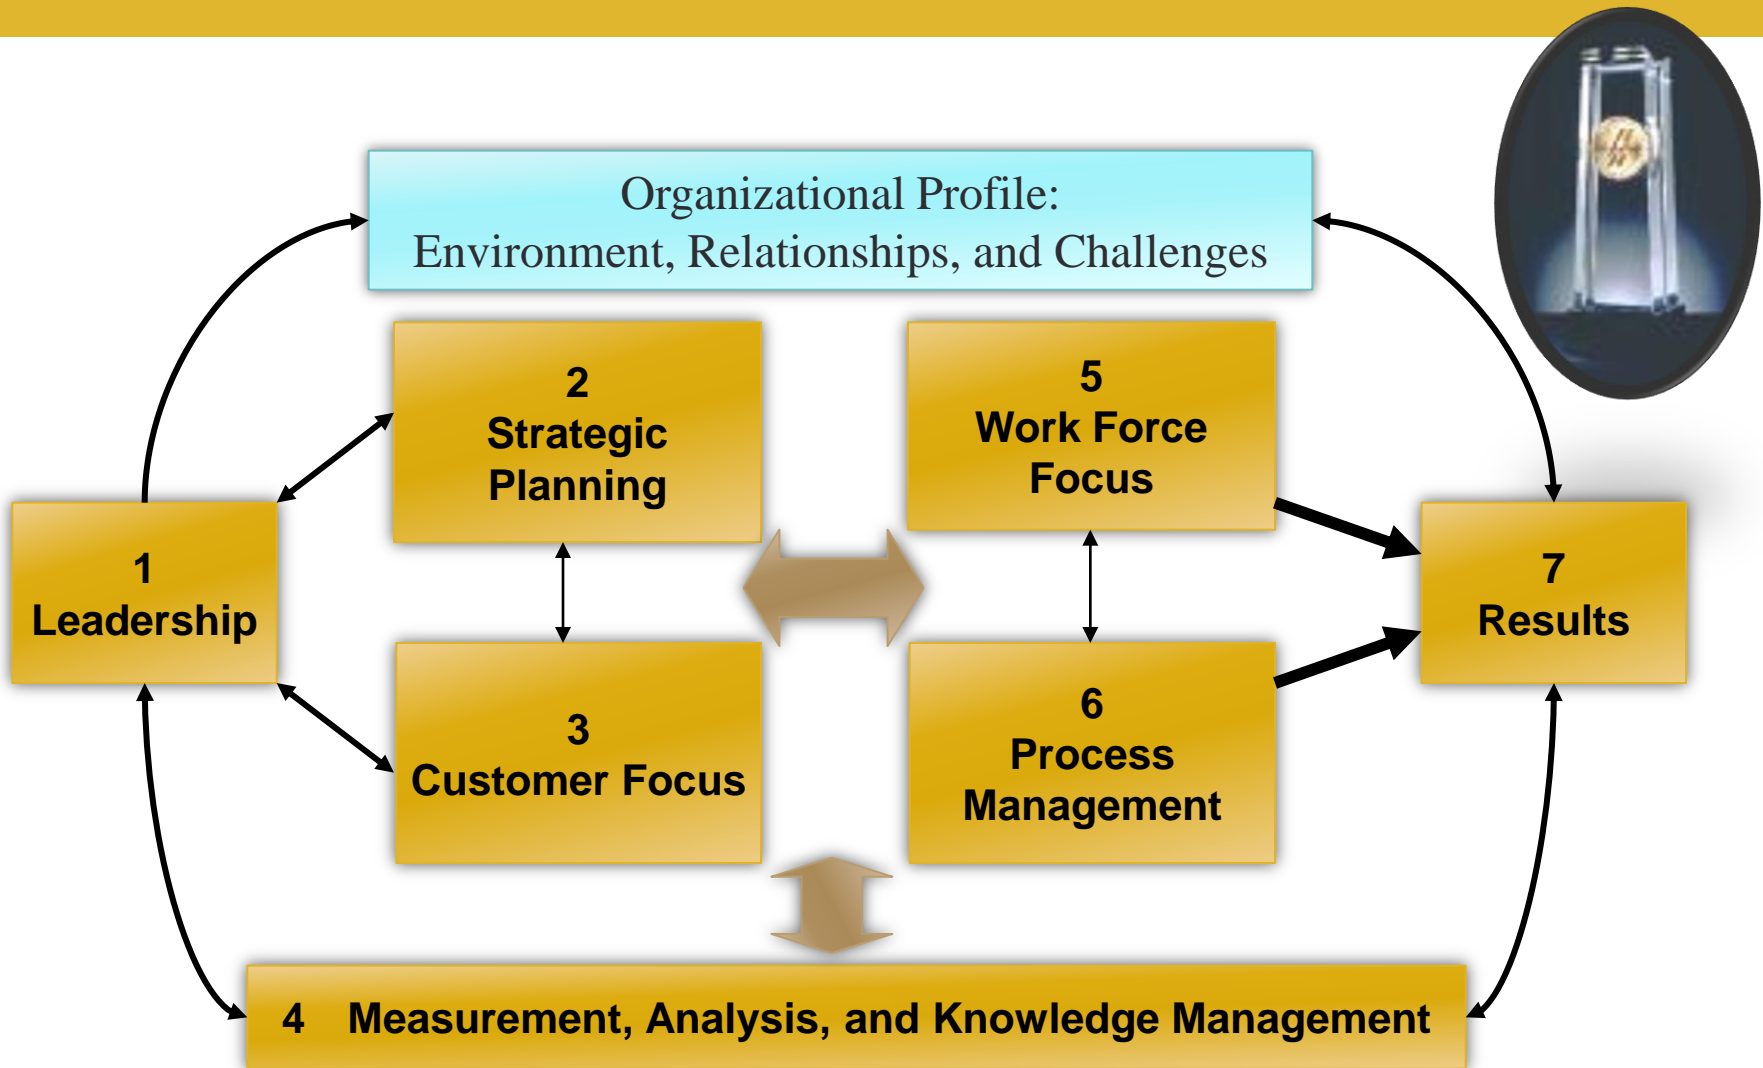 Organizational Profile:
Environment, Relationships, and Challenges
2
Strategic
Planning
5
Work Force
Focus
1
Leadership
7
Results
3
Customer Focus
6
Process
Management
4 Measurement, Analysis, and Knowledge Management